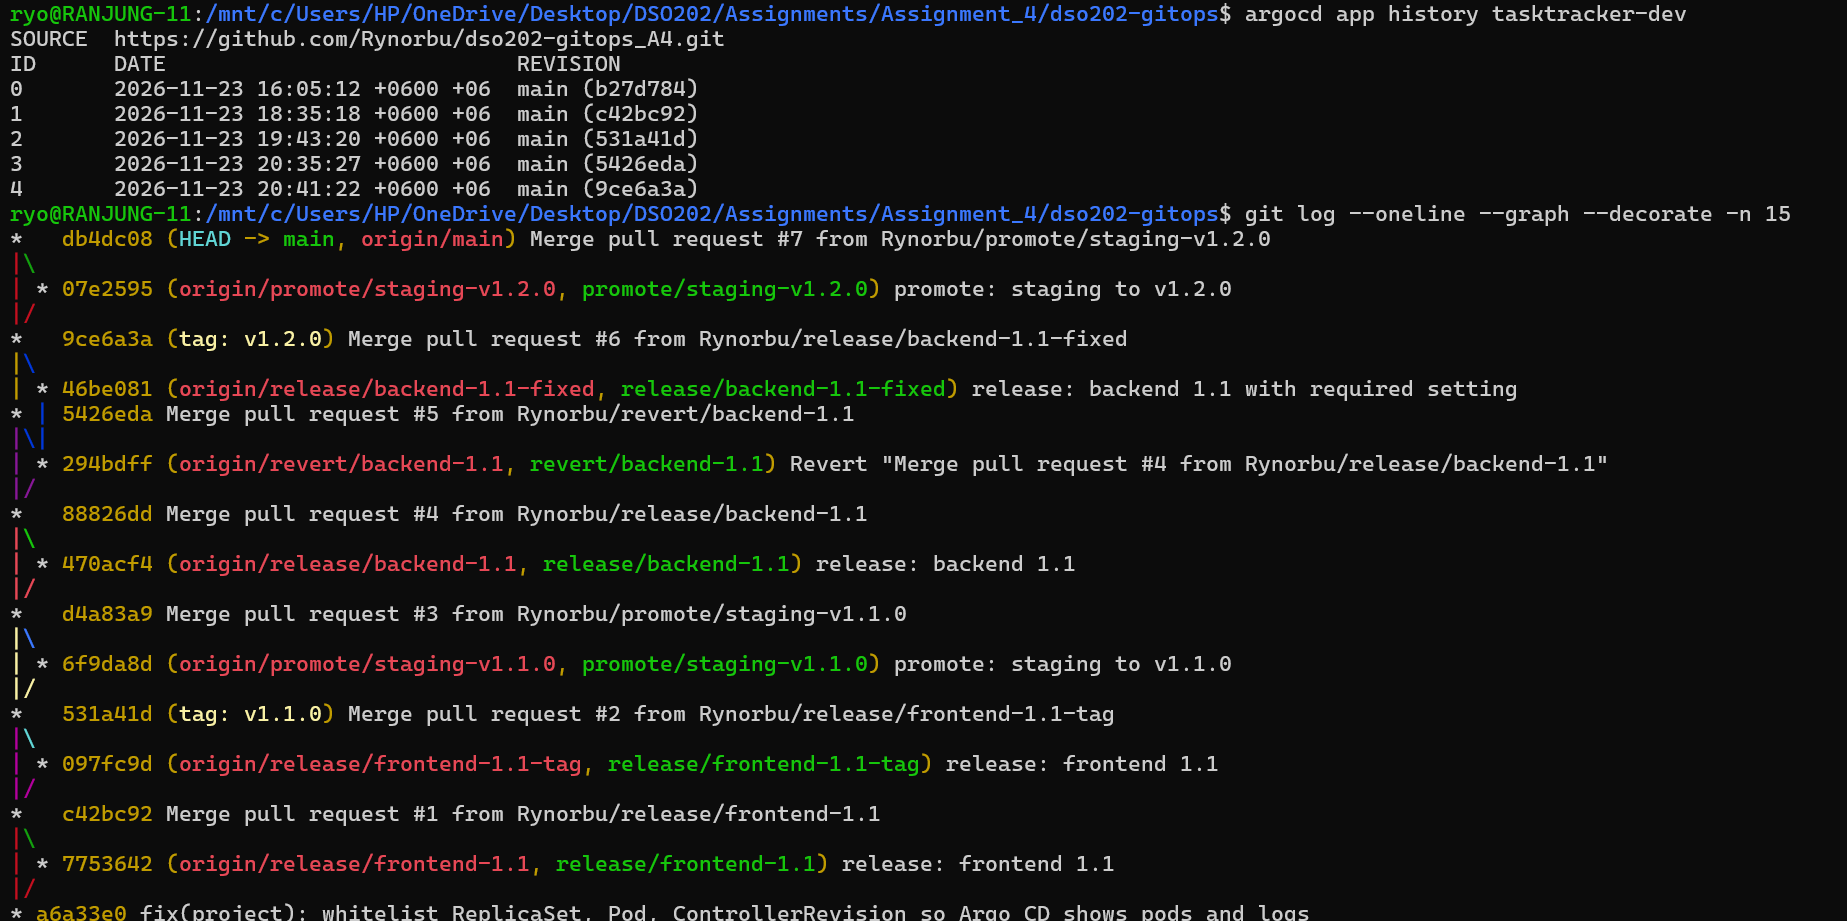 ryo@RANJUNG-11:/mnt/c/Users/HP/OneDrive/Desktop/DSO202/Assignments/Assignment_4/dso202-gitops$ argocd app history tasktracker-dev
SOURCE  https://github.com/Rynorbu/dso202-gitops_A4.git
ID      DATE                           REVISION
0       2026-11-23 16:05:12 +0600 +06  main (b27d784)
1       2026-11-23 18:35:18 +0600 +06  main (c42bc92)
2       2026-11-23 19:43:20 +0600 +06  main (531a41d)
3       2026-11-23 20:35:27 +0600 +06  main (5426eda)
4       2026-11-23 20:41:22 +0600 +06  main (9ce6a3a)
ryo@RANJUNG-11:/mnt/c/Users/HP/OneDrive/Desktop/DSO202/Assignments/Assignment_4/dso202-gitops$ git log --oneline --graph --decorate -n 15
*   db4dc08 (HEAD -> main, origin/main) Merge pull request #7 from Rynorbu/promote/staging-v1.2.0
|\
| * 07e2595 (origin/promote/staging-v1.2.0, promote/staging-v1.2.0) promote: staging to v1.2.0
|/
*   9ce6a3a (tag: v1.2.0) Merge pull request #6 from Rynorbu/release/backend-1.1-fixed
|\
| * 46be081 (origin/release/backend-1.1-fixed, release/backend-1.1-fixed) release: backend 1.1 with required setting
* | 5426eda Merge pull request #5 from Rynorbu/revert/backend-1.1
|\|
| * 294bdff (origin/revert/backend-1.1, revert/backend-1.1) Revert "Merge pull request #4 from Rynorbu/release/backend-1.1"
|/
*   88826dd Merge pull request #4 from Rynorbu/release/backend-1.1
|\
| * 470acf4 (origin/release/backend-1.1, release/backend-1.1) release: backend 1.1
|/
*   d4a83a9 Merge pull request #3 from Rynorbu/promote/staging-v1.1.0
|\
| * 6f9da8d (origin/promote/staging-v1.1.0, promote/staging-v1.1.0) promote: staging to v1.1.0
|/
*   531a41d (tag: v1.1.0) Merge pull request #2 from Rynorbu/release/frontend-1.1-tag
|\
| * 097fc9d (origin/release/frontend-1.1-tag, release/frontend-1.1-tag) release: frontend 1.1
|/
*   c42bc92 Merge pull request #1 from Rynorbu/release/frontend-1.1
|\
| * 7753642 (origin/release/frontend-1.1, release/frontend-1.1) release: frontend 1.1
|/
* a6a33e0 fix(project): whitelist ReplicaSet, Pod, ControllerRevision so Argo CD shows pods and logs